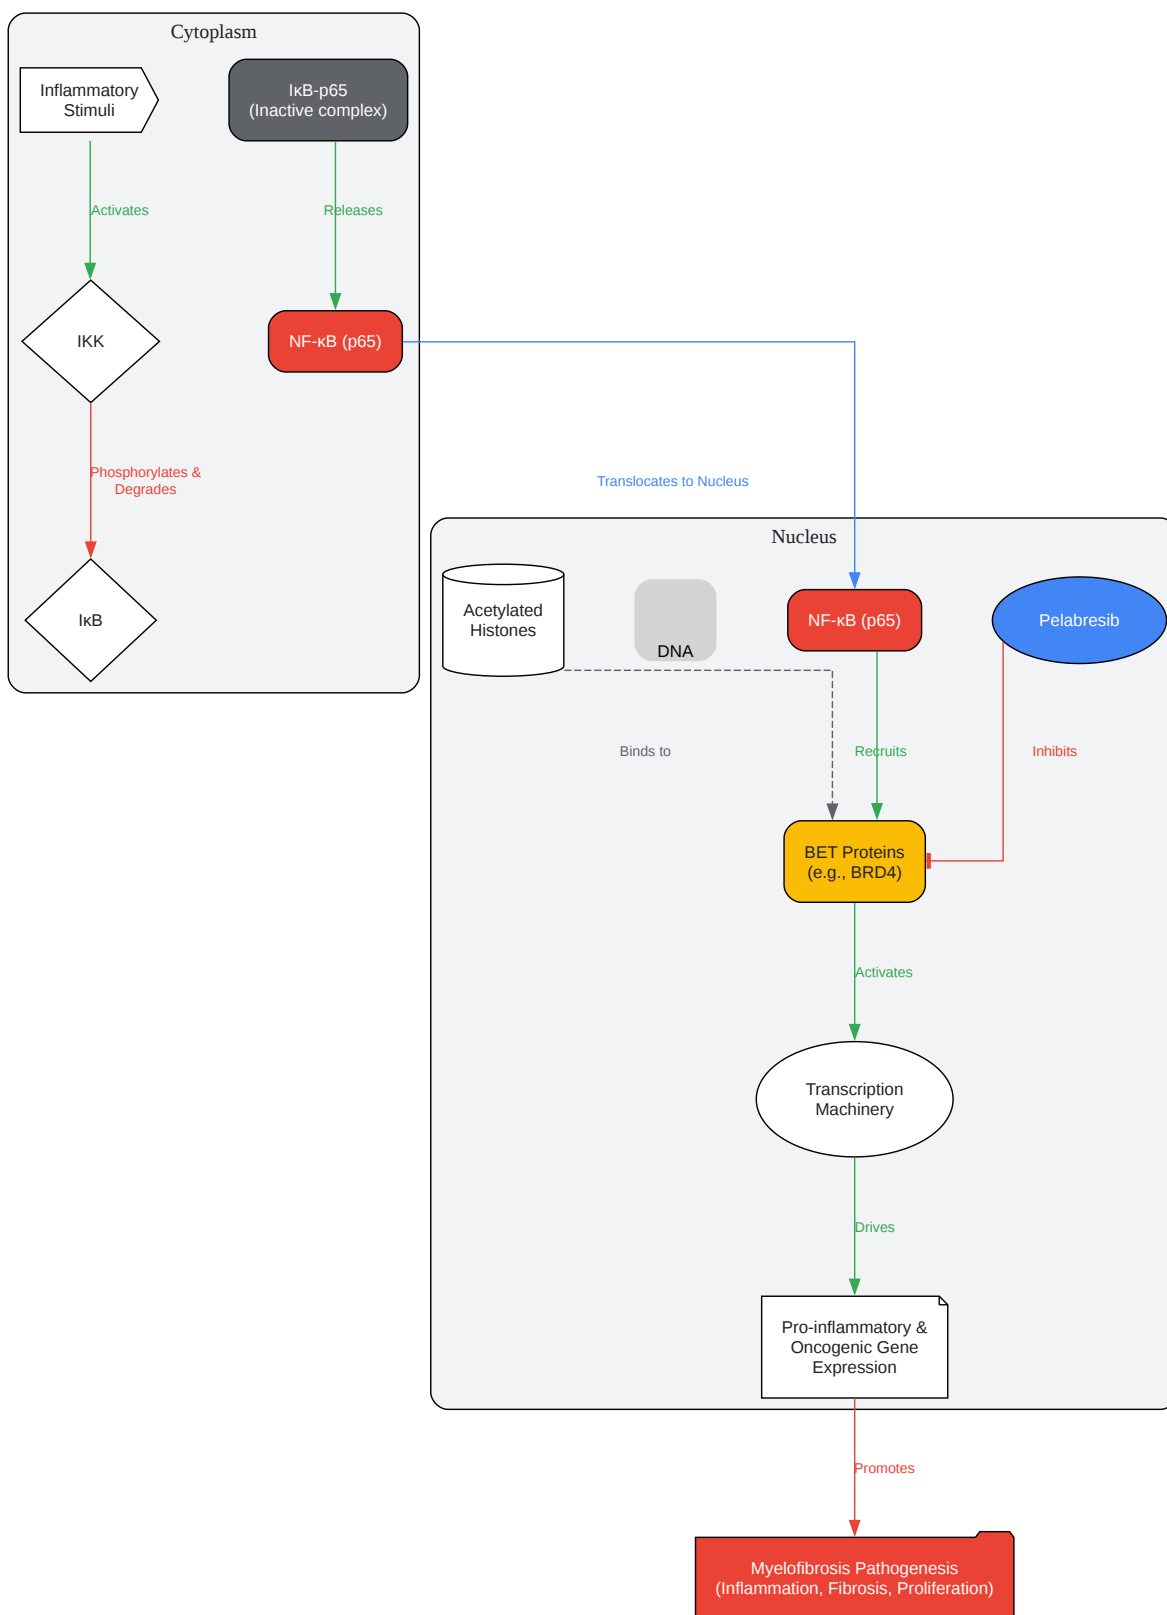 Cytoplasm
Inflammatory
Stimuli
IκB-p65
(Inactive complex)
Activates
Releases
IKK
NF-κB (p65)
Phosphorylates &
Degrades
IκB
Translocates to Nucleus
Nucleus
Acetylated
Histones
DNA
NF-κB (p65)
Pelabresib
Binds to
Recruits
Inhibits
BET Proteins
(e.g., BRD4)
Activates
Transcription
Machinery
Drives
Pro-inflammatory &
Oncogenic Gene
Expression
Promotes
Myelofibrosis Pathogenesis
(Inflammation, Fibrosis, Proliferation)